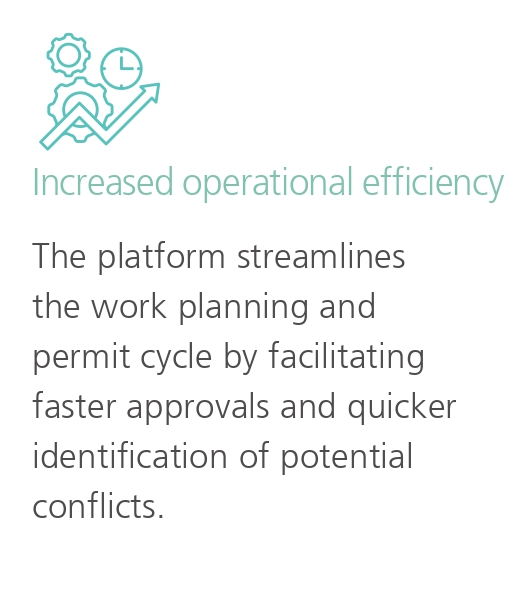 Increased operational efficiency
The platform streamlines
the work planning and
permit cycle by facilitating
faster approvals and quicker
identification of potential
conflicts.